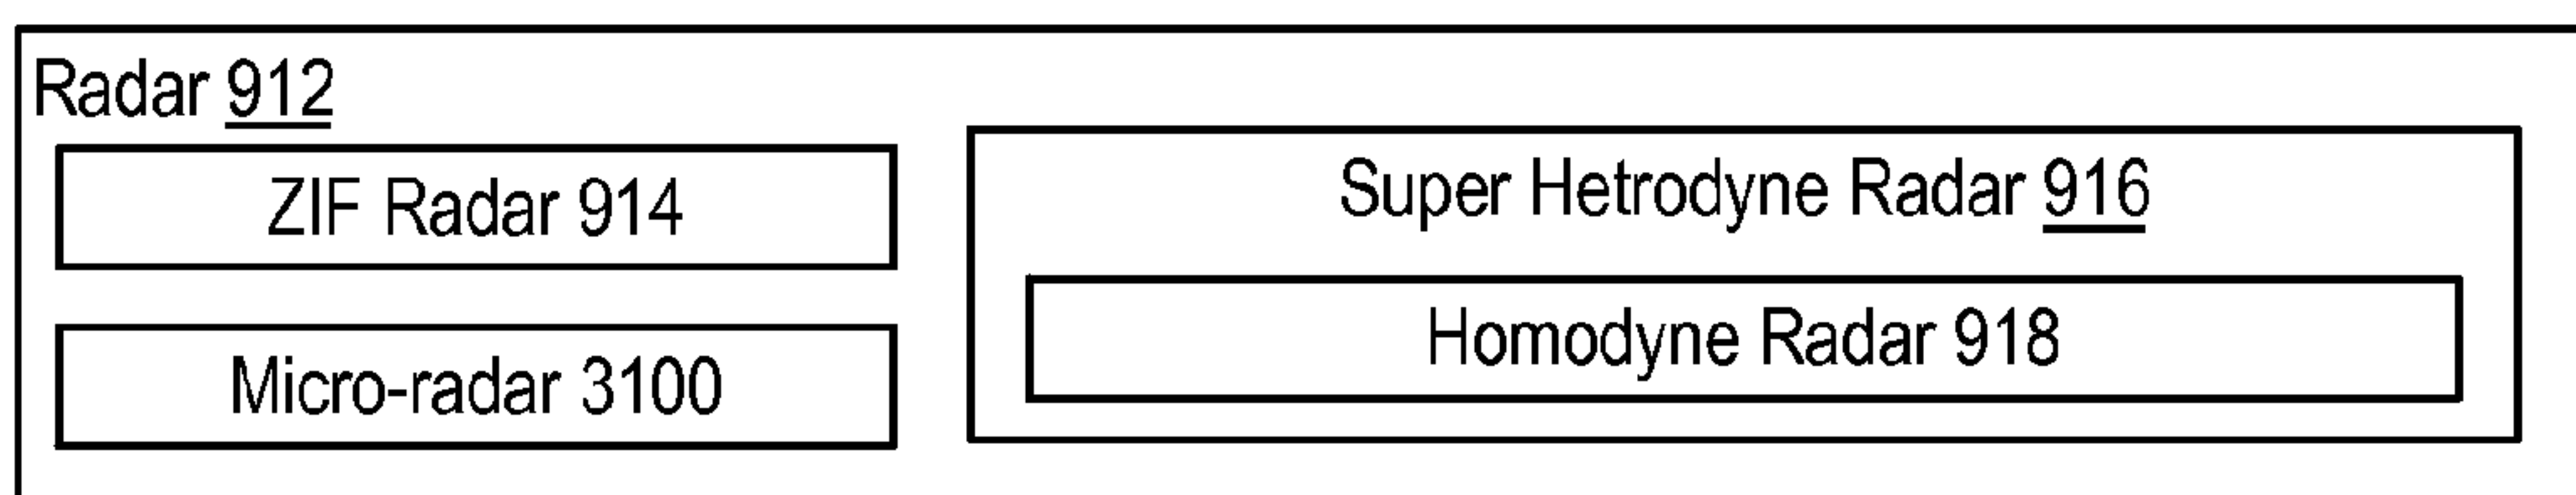 Radar 912
ZIF Radar 914
Micro-radar 3100
Super Hetrodyne Radar 916
Homodyne Radar 918